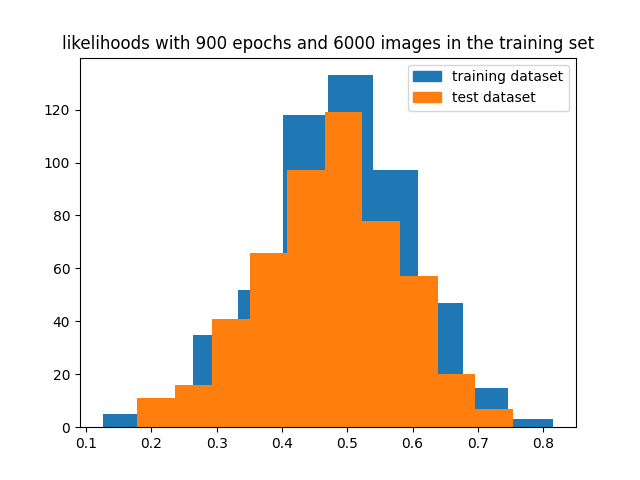 likelihoods with 900 epochs and 6000 images in the training set
training dataset
test dataset
120
100
80
60
40
20
0
0.1 0.2 0.3 0.4 0.5 0.6 0.7 0.8